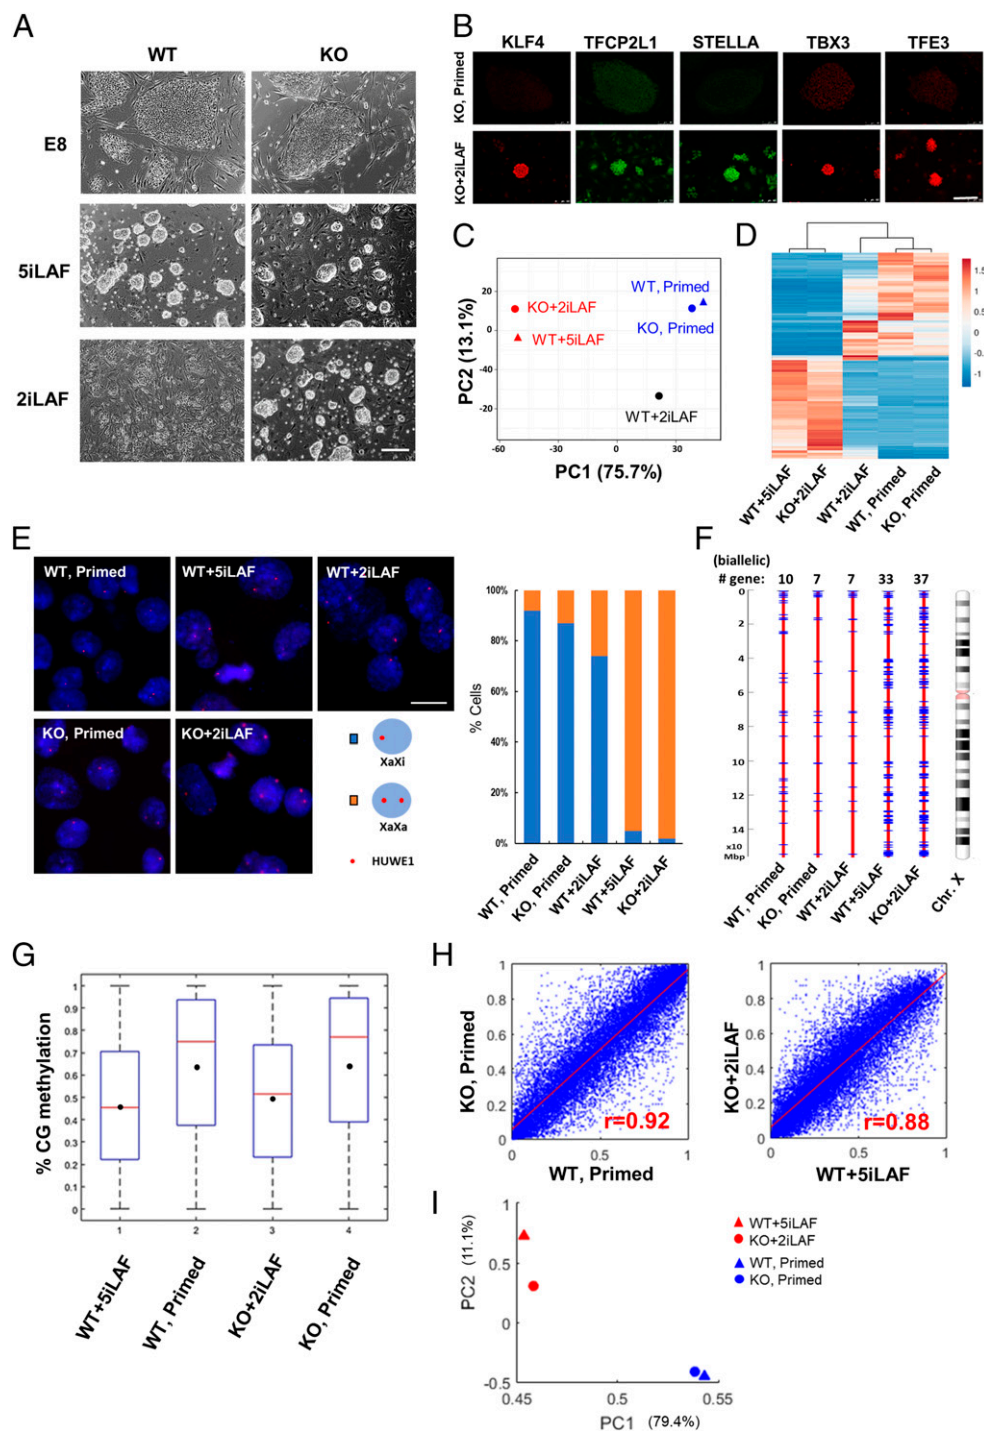 A
WT
KO
E8
5iLAF
2iLAF
B
KLF4
TFCP2L1
STELLA
TBX3
TFE3
KO, Primed
KO+2iLAF
C
PC2 (13.1%)
20
0
-40
-20
KO+2iLAF
WT+5iLAF
WT, Primed
KO, Primed
WT+2iLAF
-60
-30
0
30
PC1 (75.7%)
D
1.5
1
0.5
0
-0.5
-1
WT+5iLAF
KO+2iLAF
WT+2iLAF
WT, Primed
KO, Primed
E
WT, Primed
WT+5iLAF
WT+2iLAF
KO, Primed
KO+2iLAF
XaXi
XaXa
HUWE1
% Cells
100%
80%
60%
40%
20%
0%
WT, Primed
KO, Primed
WT+2iLAF
WT+5iLAF
KO+2iLAF
F
(biallelic)
# gene: 10 7 7 33 37
0
2
4
6
8
10
12
14
x10
Mbp
WT, Primed
KO, Primed
WT+2iLAF
WT+5iLAF
KO+2iLAF
Chr. X
G
% CG methylation
1
0.9
0.8
0.7
0.6
0.5
0.4
0.3
0.2
0.1
0
1 2 3 4
WT+5iLAF
WT, Primed
KO+2iLAF
KO, Primed
H
KO, Primed
1
0.8
0.6
0.4
0.2
0
r=0.92
0 0.5 1
WT, Primed
KO+2iLAF
1
0.8
0.6
0.4
0.2
0
r=0.88
0 0.5 1
WT+5iLAF
I
PC2 (11.1%)
1
0.5
0
-0.5
0.45 0.5 0.55
PC1 (79.4%)
WT+5iLAF
KO+2iLAF
WT, Primed
KO, Primed